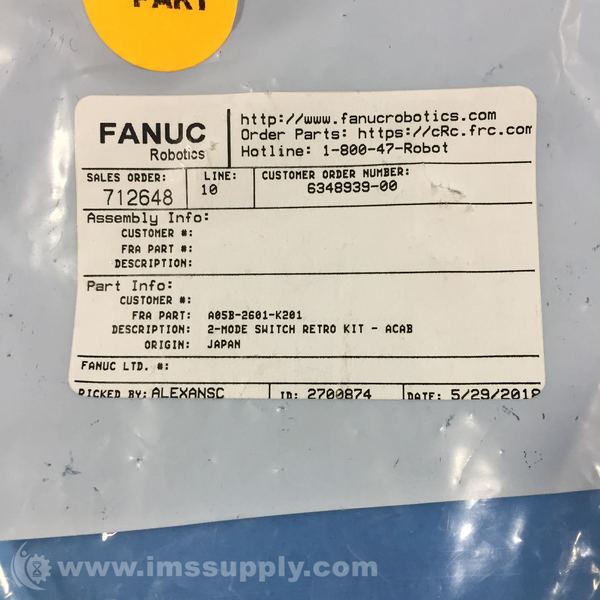 PART
FANUC
Robotics
http://www.fanucrobotics.com
Order Parts: https://cRc.frc.com
Hotline: 1-800-47-Robot
SALES ORDER:
712648
LINE:
10
CUSTOMER ORDER NUMBER:
6348939-00
Assembly Info:
CUSTOMER #:
FRA PART #:
DESCRIPTION:
Part Info:
CUSTOMER #:
FRA PART: A05B-2601-K201
DESCRIPTION: 2-MODE SWITCH RETRO KIT - ACAB
ORIGIN: JAPAN
FANUC LTD. #:
PICKED BY: ALEXANSC ID: 2700874 DATE: 5/29/2018
www.imssupply.com